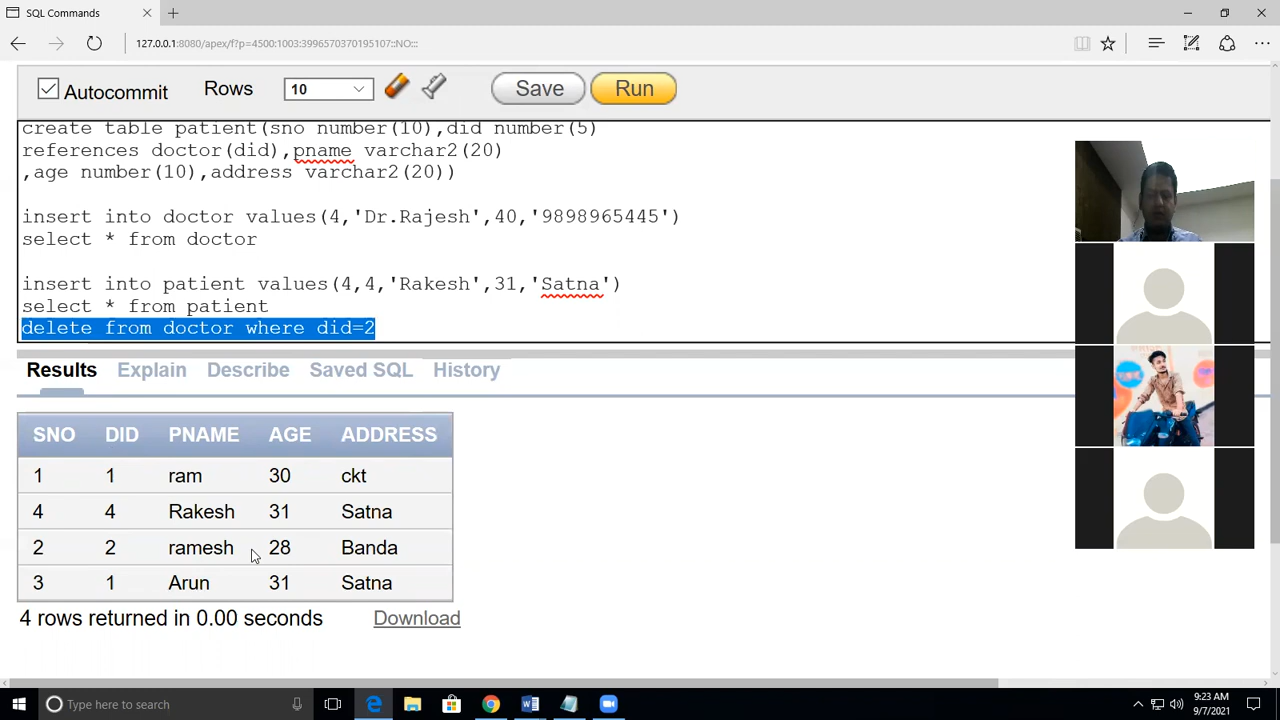 SQL Commands
127.0.0.1:8080/apex/f?p=4500:1003:3996570370195107::NO:::
Autocommit Rows 10 Save Run
create table patient(sno number(10),did number(5)
references doctor(did),pname varchar2(20)
,age number(10),address varchar2(20))
insert into doctor values(4,'Dr.Rajesh',40,'9898965445')
select * from doctor
insert into patient values(4,4,'Rakesh',31,'Satna')
select * from patient
delete from doctor where did=2
Results Explain Describe Saved SQL History
SNO DID PNAME AGE ADDRESS
1 1 ram 30 ckt
4 4 Rakesh 31 Satna
2 2 ramesh 28 Banda
3 1 Arun 31 Satna
4 rows returned in 0.00 seconds Download
Type here to search
9:23 AM
9/7/2021